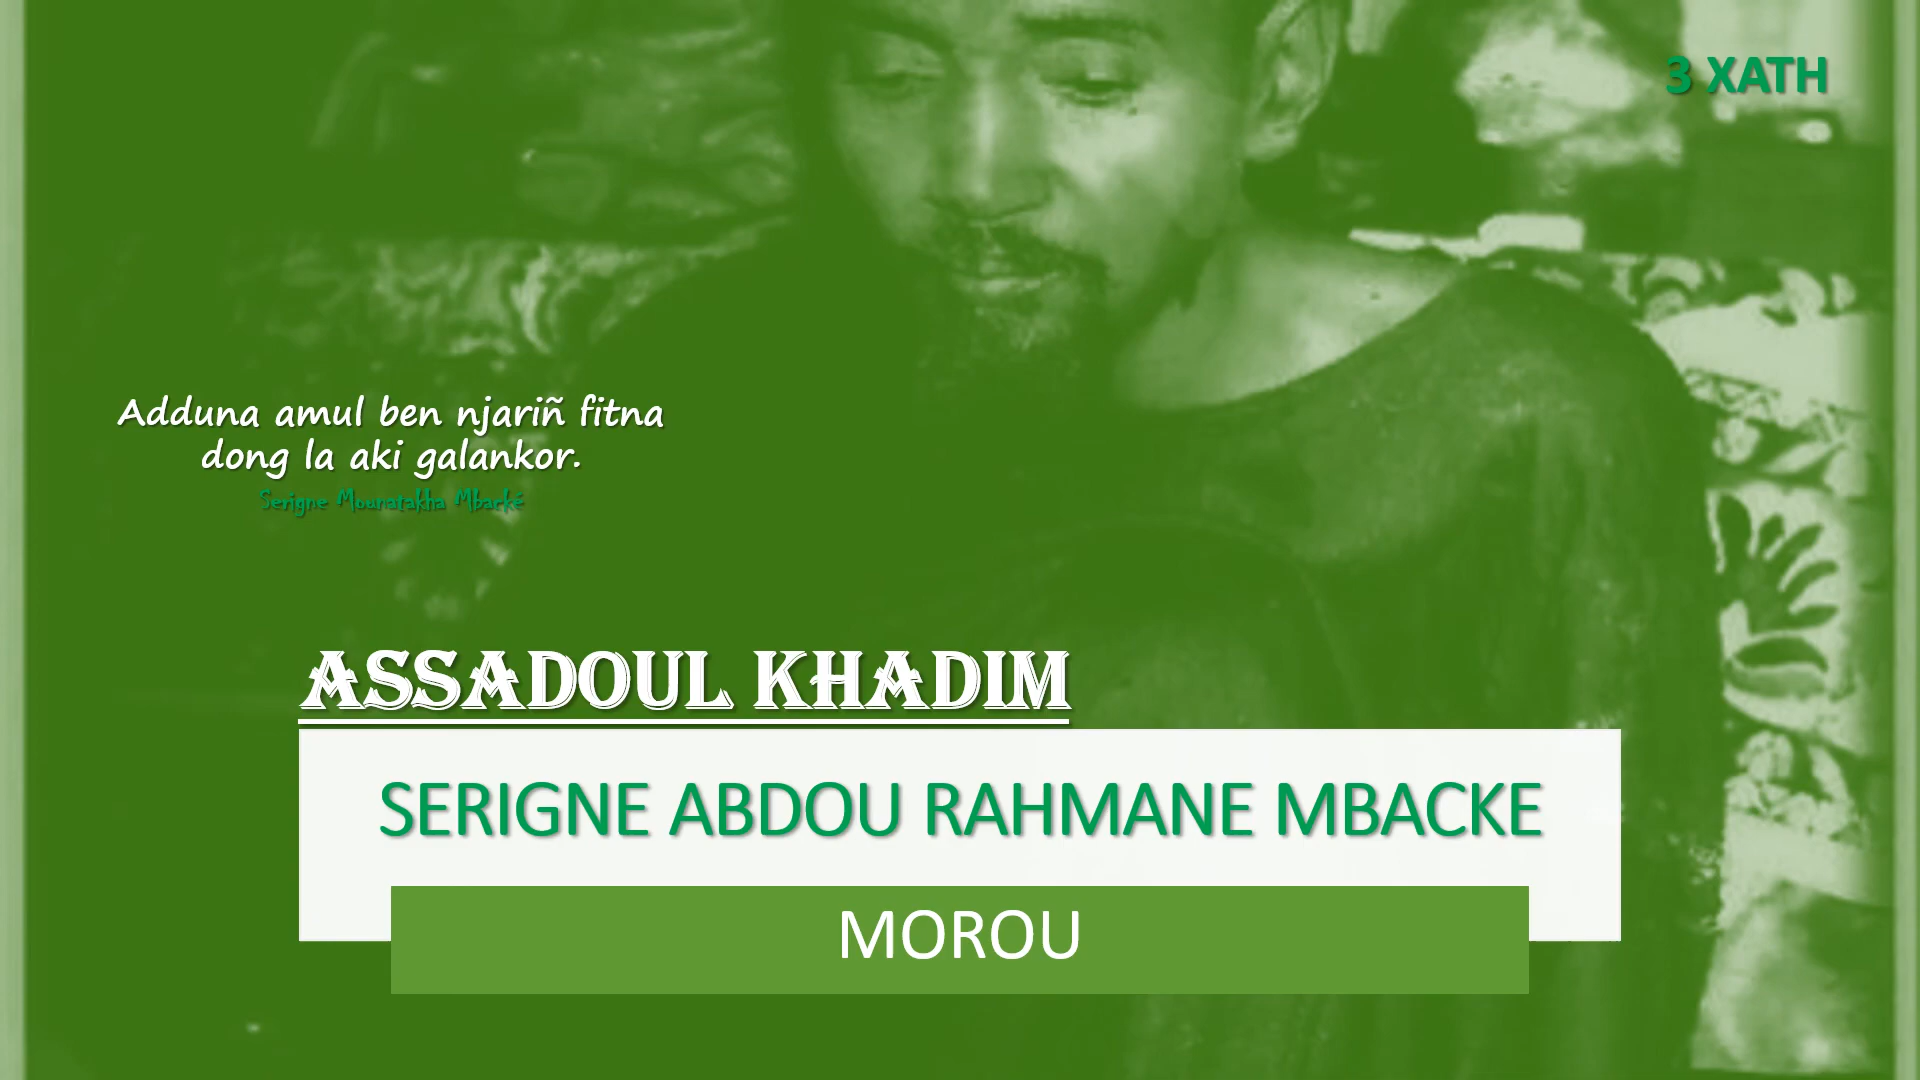 3 XATH
Adduna amul ben njariñ fitna
dong la aki galankor.
Serigne Mounatakha Mbacké
ASSADOUL KHADIM
SERIGNE ABDOU RAHMANE MBACKE
MOROU